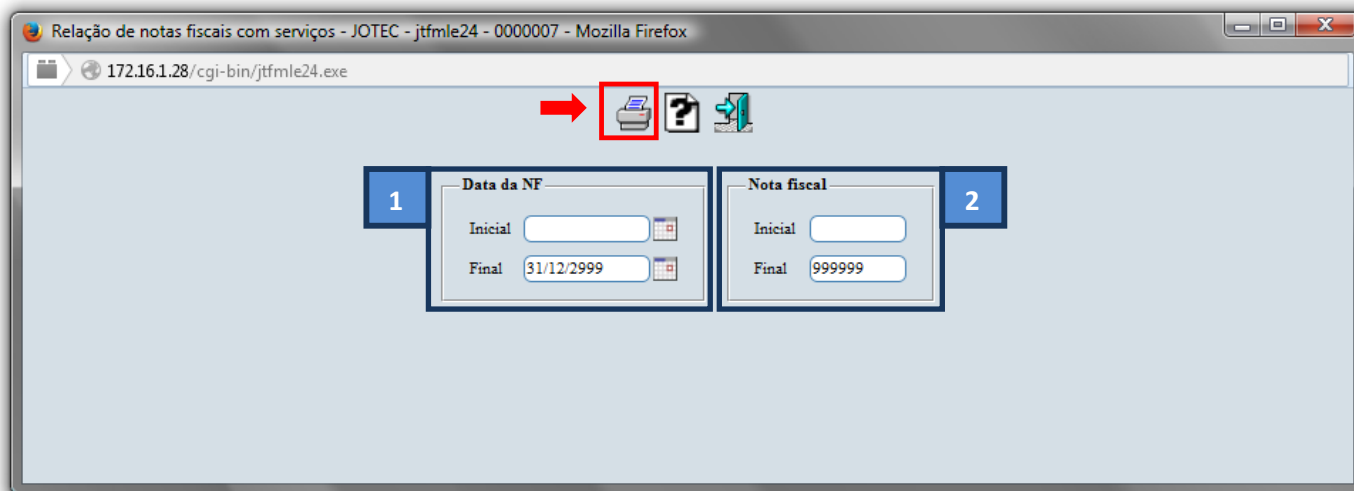 Relação de notas fiscais com serviços - JOTEC - jtfmle24 - 0000007 - Mozilla Firefox
172.16.1.28/cgi-bin/jtfmle24.exe
1
Data da NF
Inicial
Final 31/12/2999
Nota fiscal
Inicial
Final 999999
2